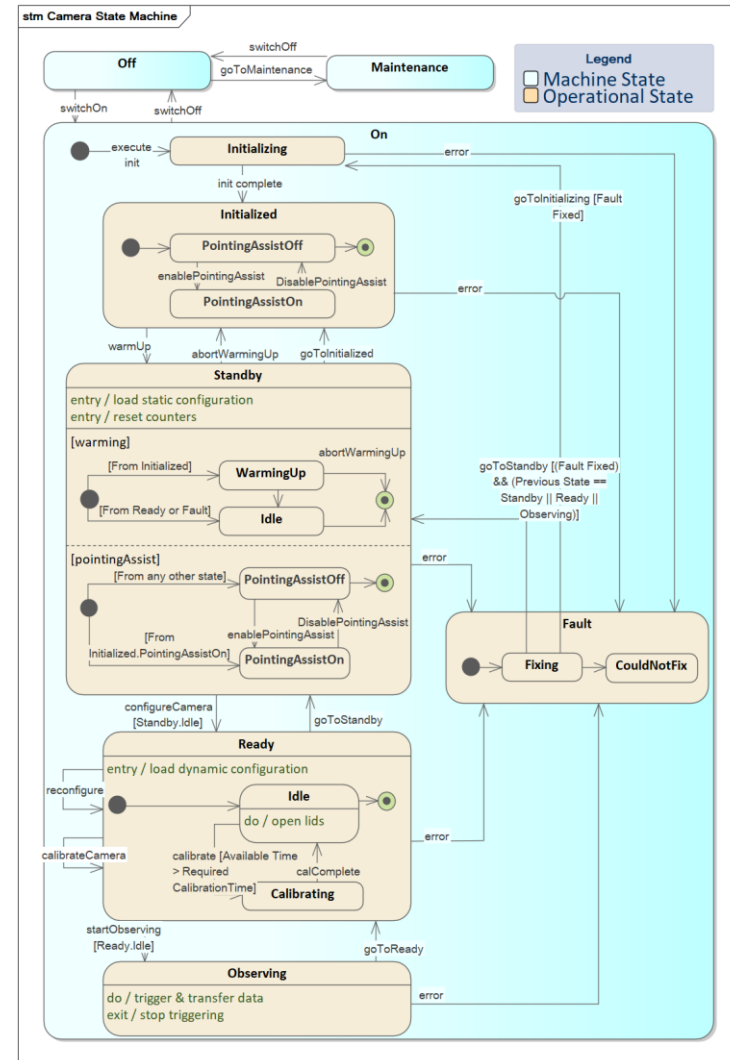 stm Camera State Machine
switchOff
Off
goToMaintenance
Maintenance
Legend
Machine State
Operational State
switchOn
switchOff
On
execute
init
Initializing
error
init complete
goToInitializing [Fault
Fixed]
Initialized
PointingAssistOff
enablePointingAssist
DisablePointingAssist
PointingAssistOn
error
warmUp
abortWarmingUp
goToInitialized
Standby
entry / load static configuration
entry / reset counters
[warming]
abortWarmingUp
[From Initialized]
WarmingUp
[From Ready or Fault]
Idle
goToStandby [(Fault Fixed)
&& (Previous State ==
Standby || Ready ||
Observing)]
[pointingAssist]
[From any other state]
PointingAssistOff
error
DisablePointingAssist
enablePointingAssist
[From
Initialized.PointingAssistOn]
PointingAssistOn
Fault
Fixing
CouldNotFix
configureCamera
[Standby.Idle]
goToStandby
Ready
entry / load dynamic configuration
reconfigure
Idle
do / open lids
error
calibrateCamera
calibrate [Available Time
> Required
CalibrationTime]
calComplete
Calibrating
startObserving
[Ready.Idle]
goToReady
Observing
do / trigger & transfer data
exit / stop triggering
error